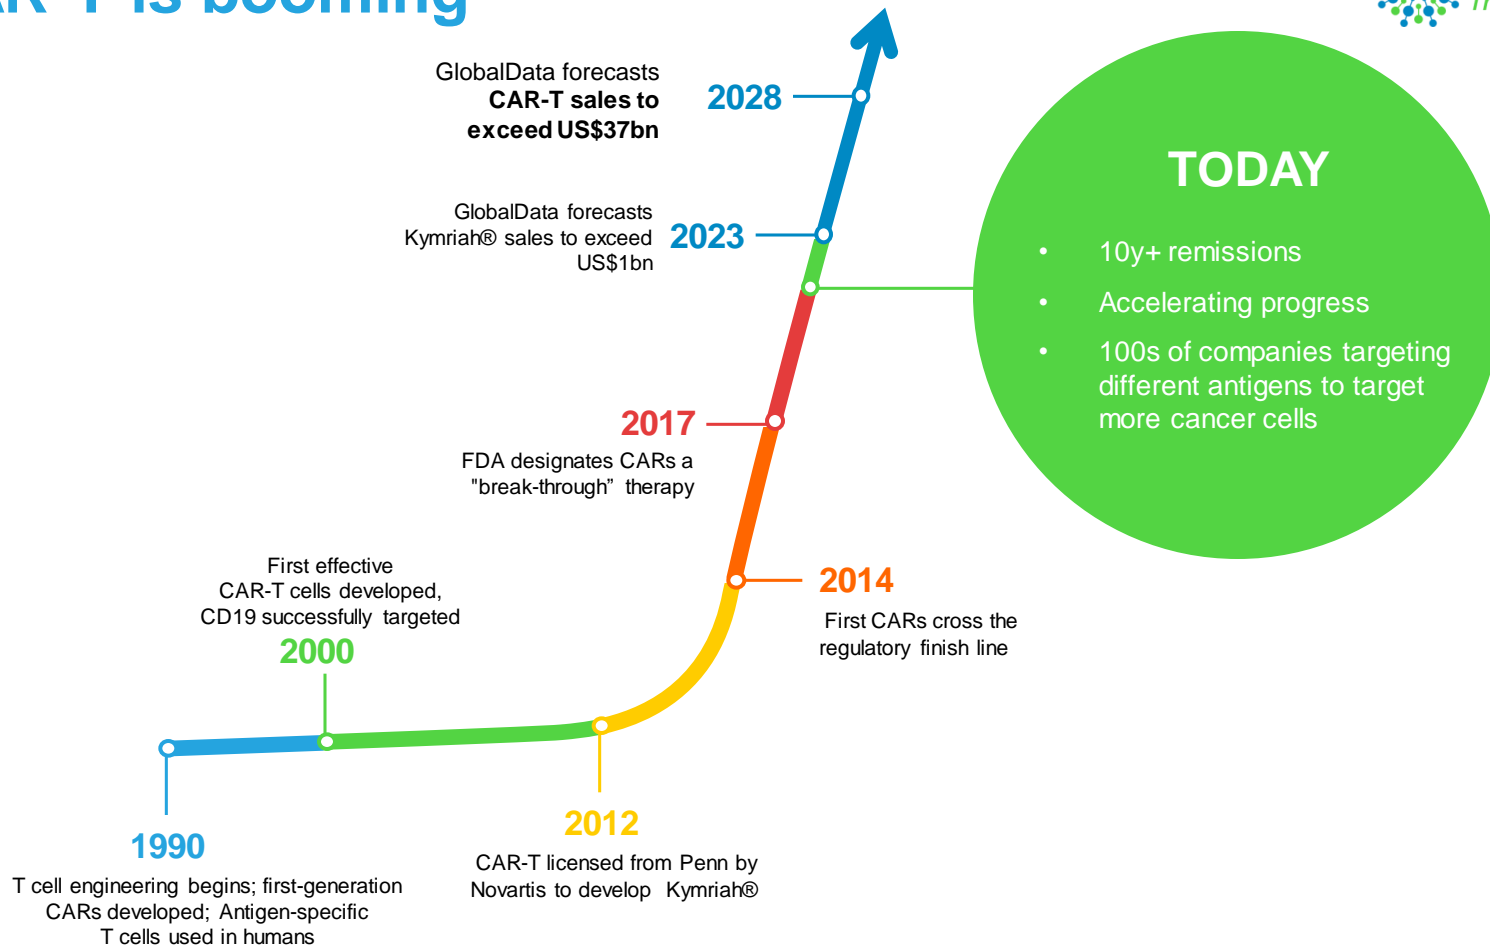 AR-T is booming
GlobalData forecasts
CAR-T sales to
exceed US$37bn
2028
GlobalData forecasts
Kymriah® sales to exceed
US$1bn
2023
TODAY
• 10y+ remissions
• Accelerating progress
• 100s of companies targeting
different antigens to target
more cancer cells
2017
FDA designates CARs a
"break-through” therapy
2014
First CARs cross the
regulatory finish line
First effective
CAR-T cells developed,
CD19 successfully targeted
2000
2012
CAR-T licensed from Penn by
Novartis to develop Kymriah®
1990
T cell engineering begins; first-generation
CARs developed; Antigen-specific
T cells used in humans